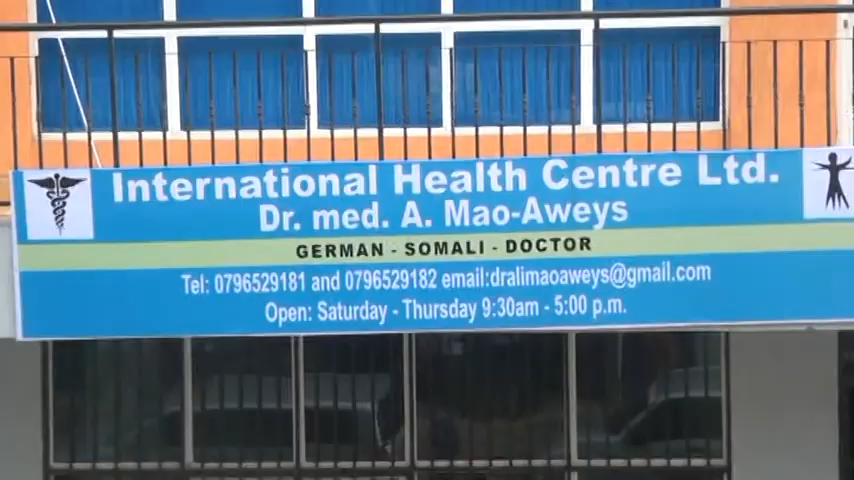 International Health Centre Ltd.
Dr. med. A. Mao-Aweys
GERMAN - SOMALI - DOCTOR
Tel: 0796529181 and 0796529182 email:dralimaoaweys@gmail.com
Open: Saturday - Thursday 9:30am - 5:00 p.m.